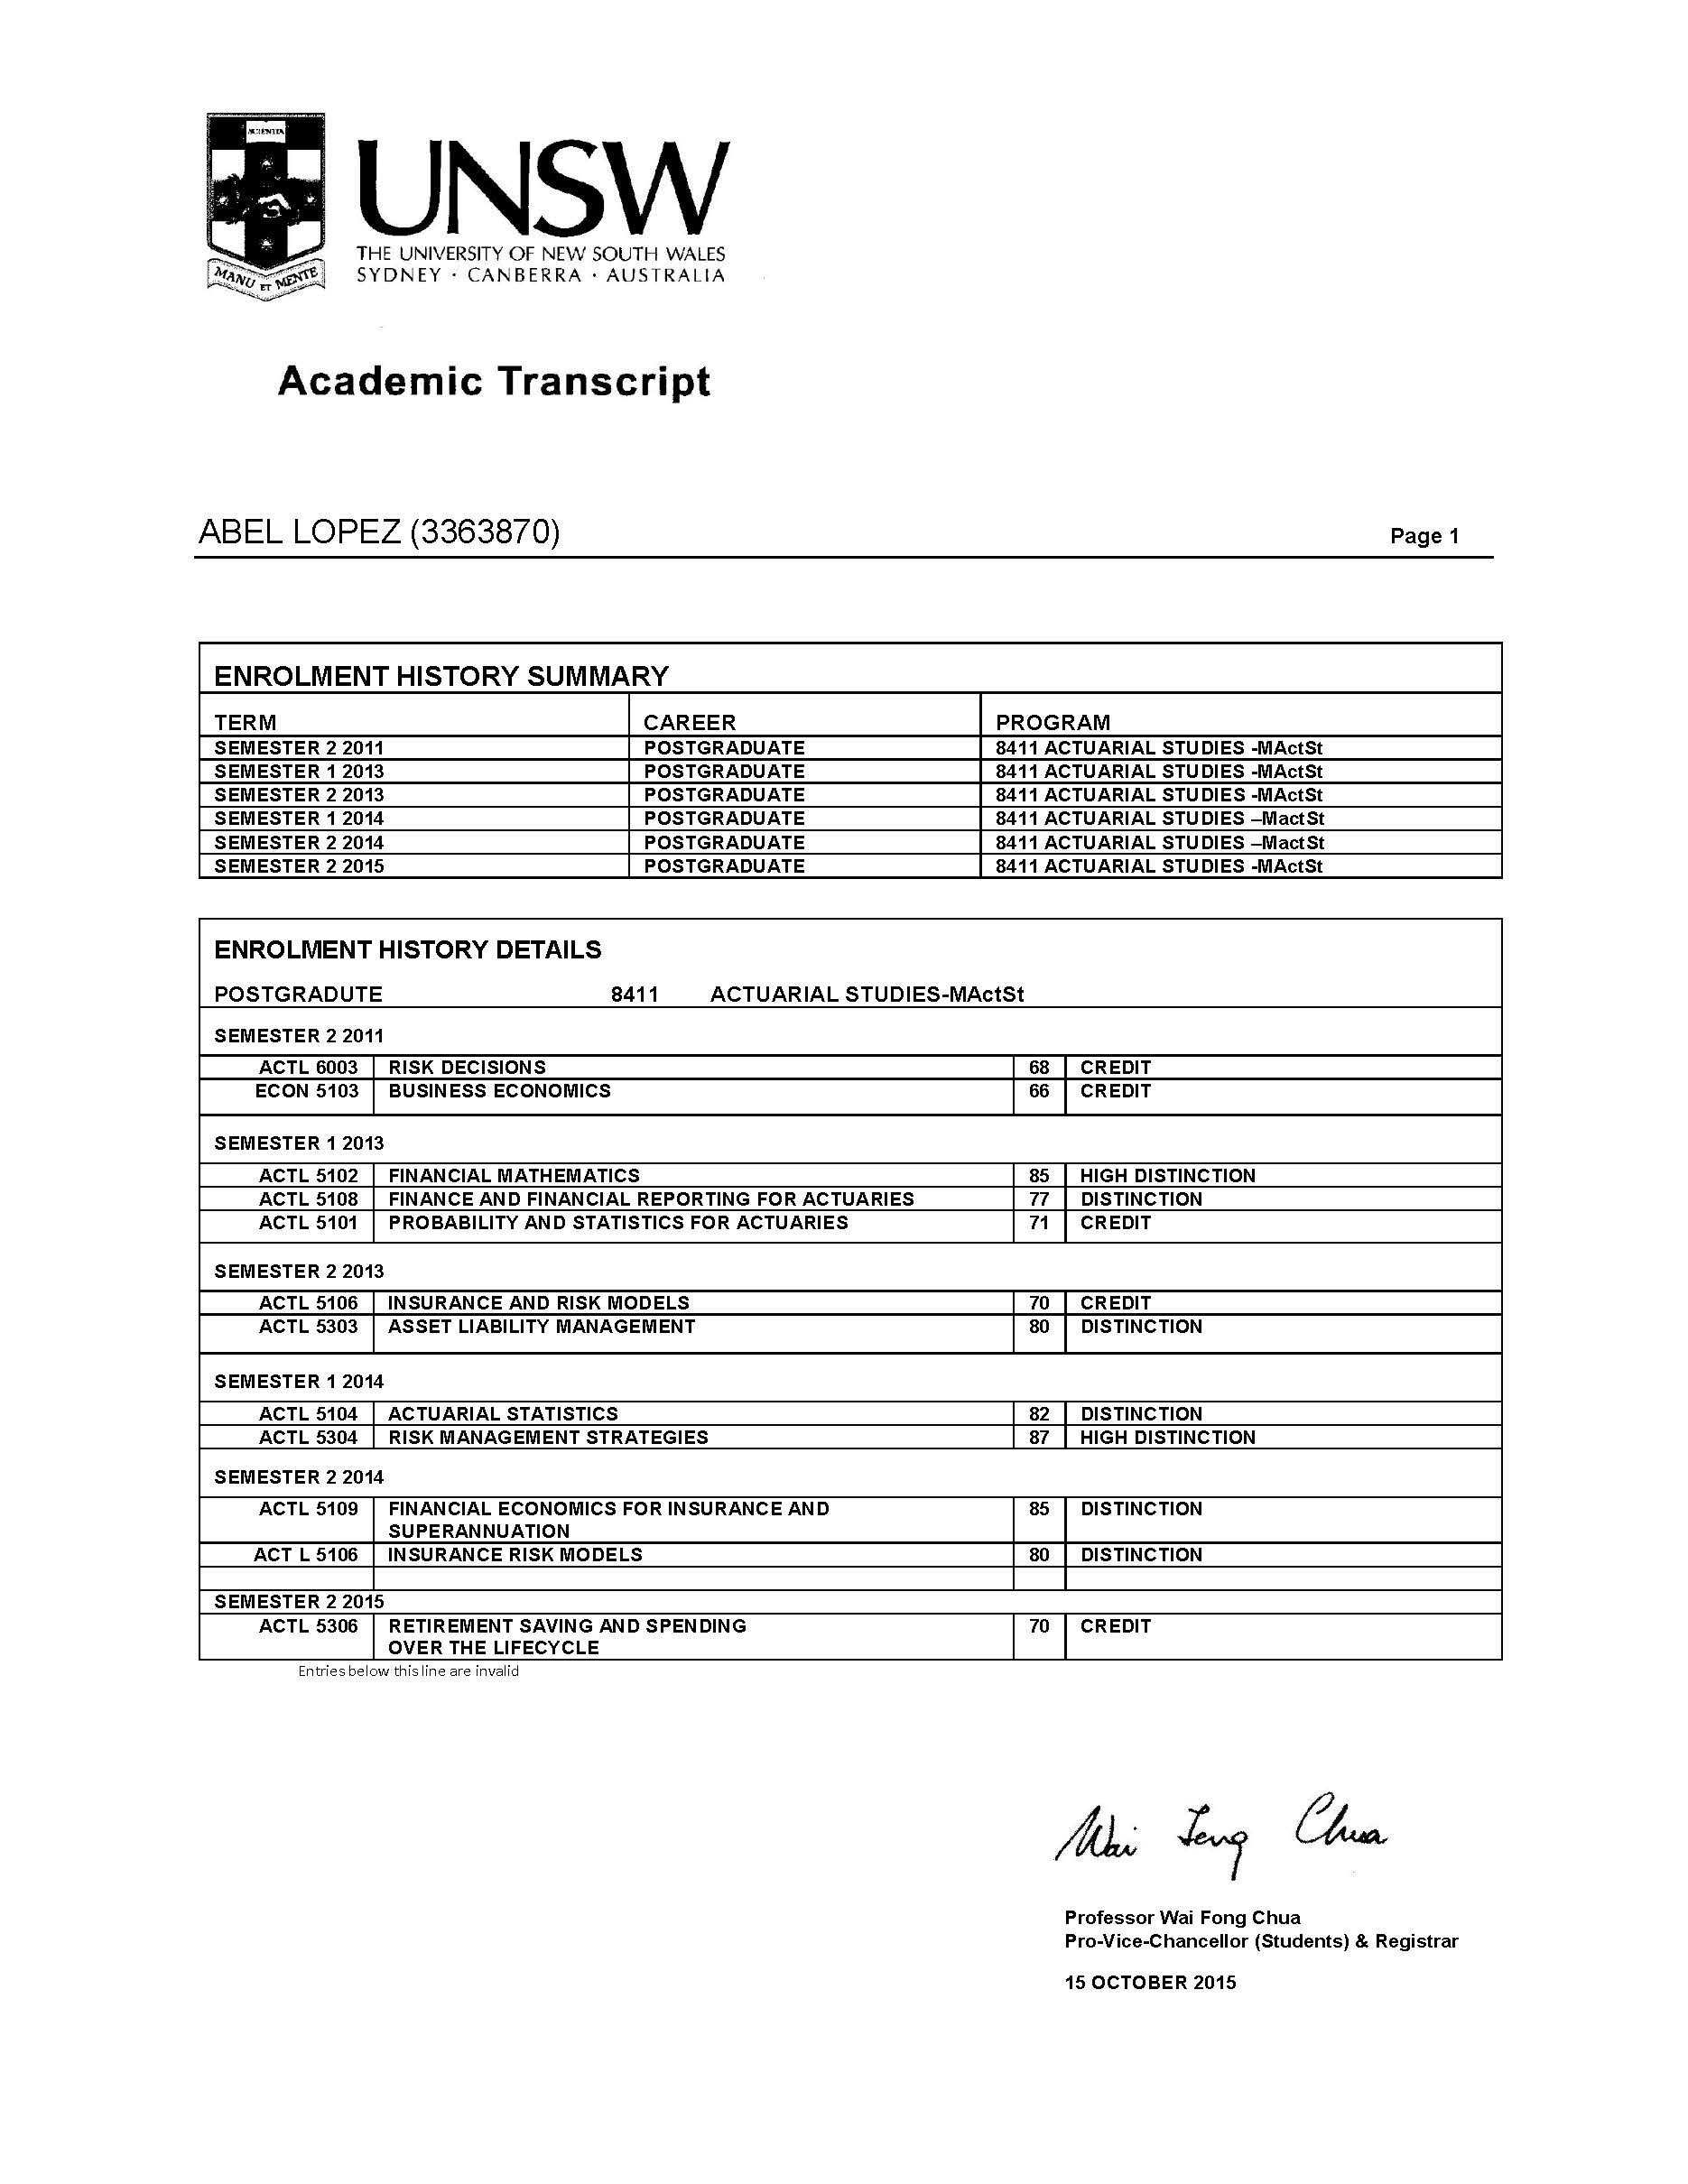 SCIENTIA
MANU ET MENTE
UNSW
THE UNIVERSITY OF NEW SOUTH WALES
SYDNEY · CANBERRA · AUSTRALIA
Academic Transcript
ABEL LOPEZ (3363870) Page 1
ENROLMENT HISTORY SUMMARY
TERM CAREER PROGRAM
SEMESTER 2 2011 POSTGRADUATE 8411 ACTUARIAL STUDIES -MActSt
SEMESTER 1 2013 POSTGRADUATE 8411 ACTUARIAL STUDIES -MActSt
SEMESTER 2 2013 POSTGRADUATE 8411 ACTUARIAL STUDIES -MActSt
SEMESTER 1 2014 POSTGRADUATE 8411 ACTUARIAL STUDIES –MactSt
SEMESTER 2 2014 POSTGRADUATE 8411 ACTUARIAL STUDIES –MactSt
SEMESTER 2 2015 POSTGRADUATE 8411 ACTUARIAL STUDIES -MActSt
ENROLMENT HISTORY DETAILS
POSTGRADUTE 8411 ACTUARIAL STUDIES-MActSt
SEMESTER 2 2011
ACTL 6003 RISK DECISIONS 68 CREDIT
ECON 5103 BUSINESS ECONOMICS 66 CREDIT
SEMESTER 1 2013
ACTL 5102 FINANCIAL MATHEMATICS 85 HIGH DISTINCTION
ACTL 5108 FINANCE AND FINANCIAL REPORTING FOR ACTUARIES 77 DISTINCTION
ACTL 5101 PROBABILITY AND STATISTICS FOR ACTUARIES 71 CREDIT
SEMESTER 2 2013
ACTL 5106 INSURANCE AND RISK MODELS 70 CREDIT
ACTL 5303 ASSET LIABILITY MANAGEMENT 80 DISTINCTION
SEMESTER 1 2014
ACTL 5104 ACTUARIAL STATISTICS 82 DISTINCTION
ACTL 5304 RISK MANAGEMENT STRATEGIES 87 HIGH DISTINCTION
SEMESTER 2 2014
ACTL 5109 FINANCIAL ECONOMICS FOR INSURANCE AND 85 DISTINCTION
SUPERANNUATION
ACT L 5106 INSURANCE RISK MODELS 80 DISTINCTION
SEMESTER 2 2015
ACTL 5306 RETIREMENT SAVING AND SPENDING 70 CREDIT
OVER THE LIFECYCLE
Entries below this line are invalid
Wai Fong Chua
Professor Wai Fong Chua
Pro-Vice-Chancellor (Students) & Registrar
15 OCTOBER 2015